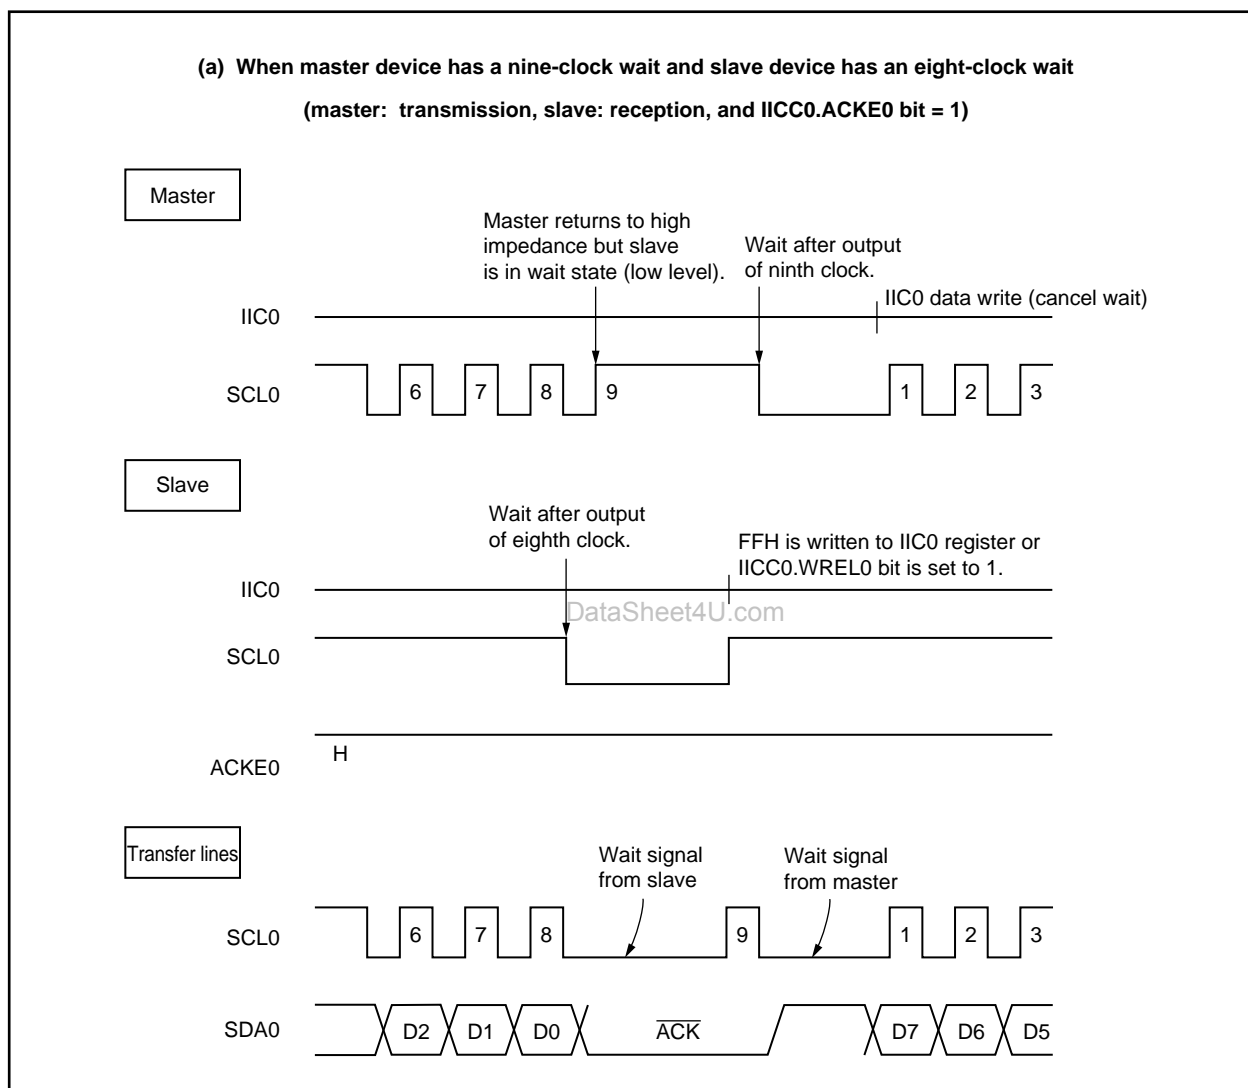 (a) When master device has a nine-clock wait and slave device has an eight-clock wait
(master: transmission, slave: reception, and IICC0.ACKE0 bit = 1)
Master
Master returns to high
impedance but slave
is in wait state (low level).
Wait after output
of ninth clock.
IIC0 data write (cancel wait)
IIC0
SCL0
6 7 8 9 1 2 3
Slave
Wait after output
of eighth clock.
FFH is written to IIC0 register or
IICC0.WREL0 bit is set to 1.
IIC0
DataSheet4U.com
SCL0
H
ACKE0
Transfer lines
Wait signal
from slave
Wait signal
from master
SCL0
6 7 8 9 1 2 3
SDA0
D2 D1 D0 ACK D7 D6 D5